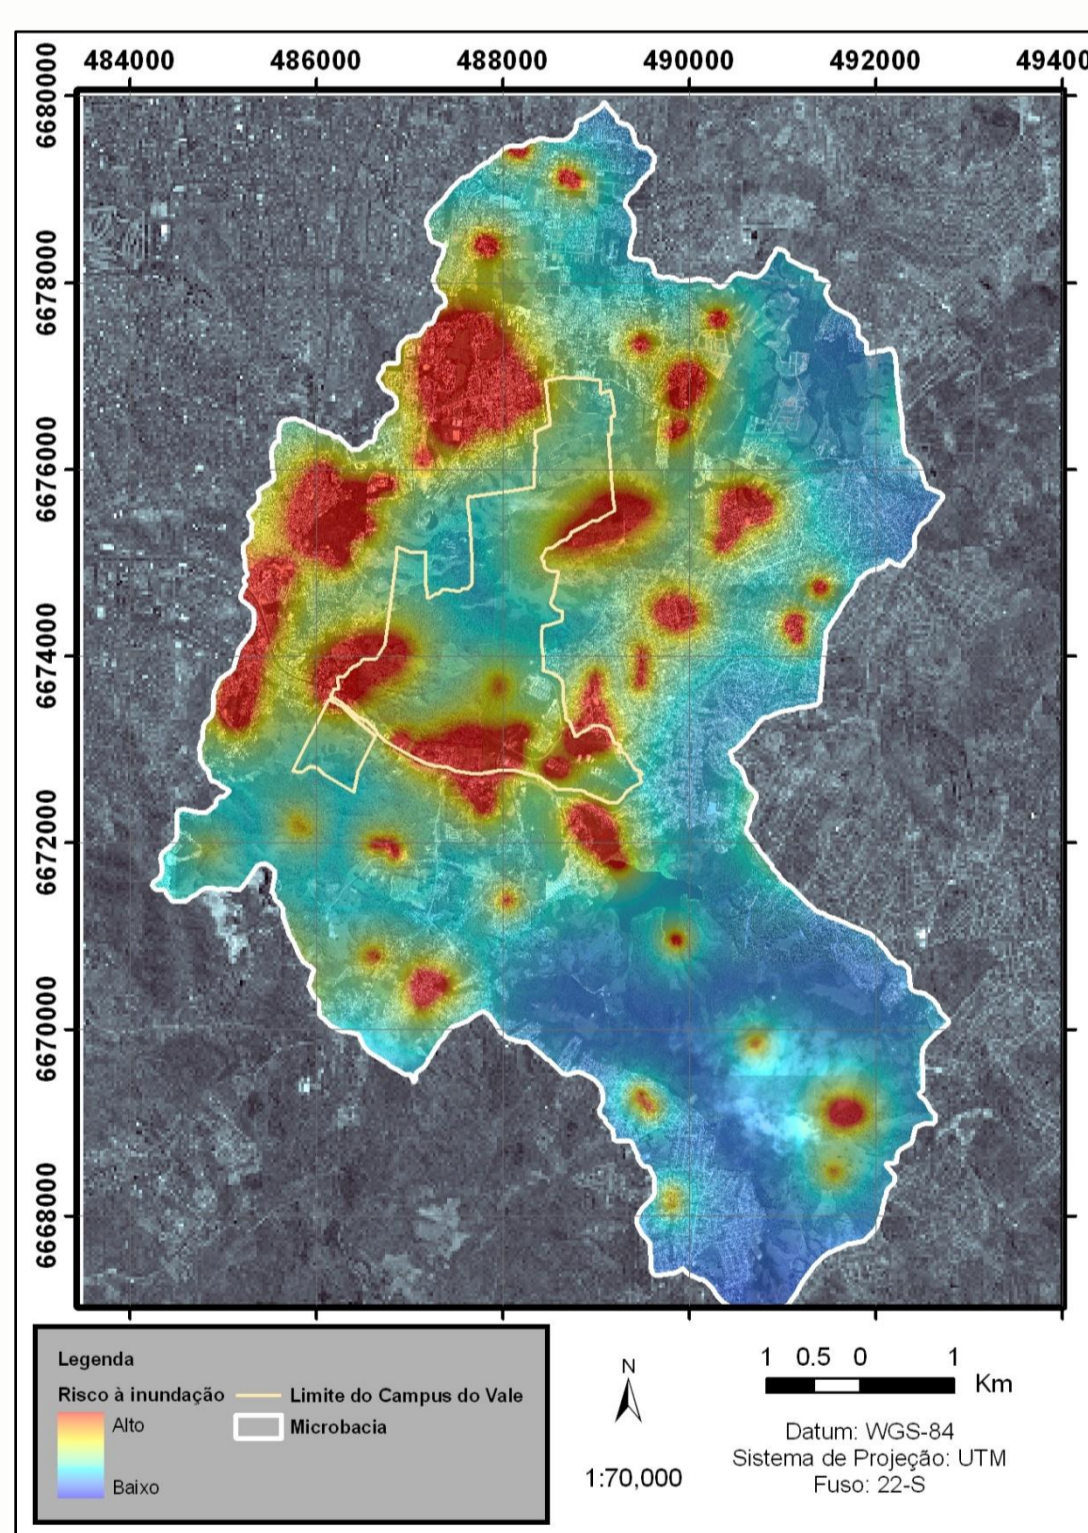 484000 486000 488000 490000 492000 49400
6680000
6678000
6676000
6674000
6672000
6670000
6668000
Legenda
Risco à inundação
Alto
Baixo
Limite do Campus do Vale
Microbacia
N
1:70,000
1 0.5 0 1
Km
Datum: WGS-84
Sistema de Projeção: UTM
Fuso: 22-S